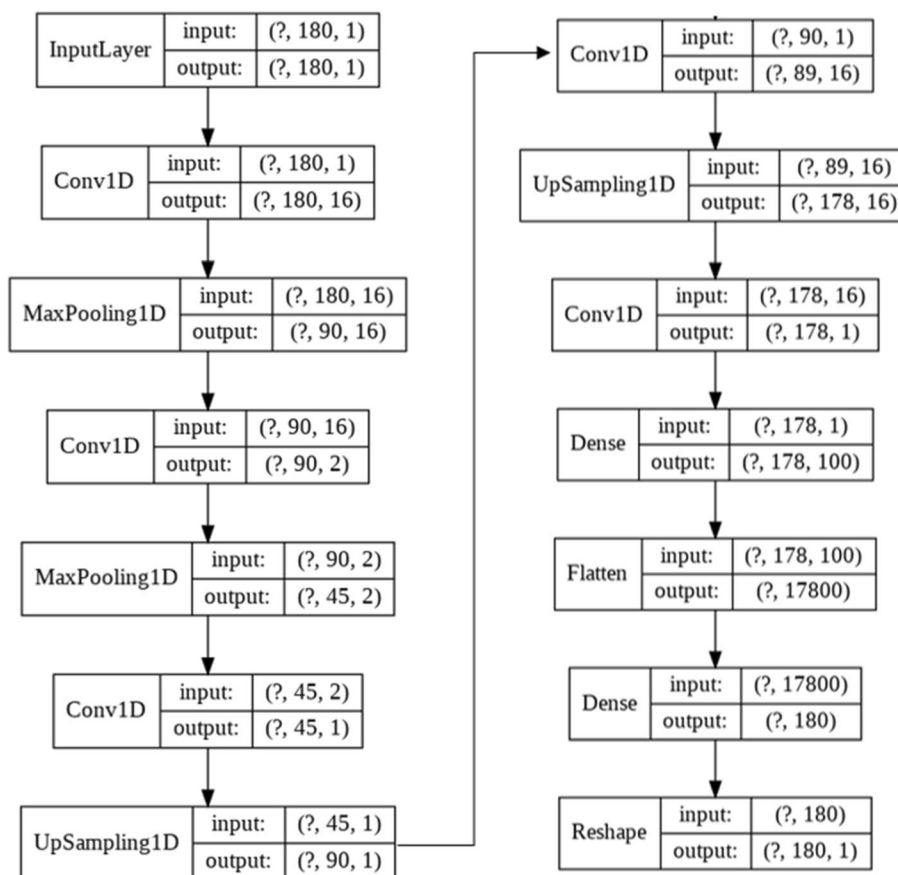 InputLayer
input: (?, 180, 1)
output: (?, 180, 1)
Conv1D
input: (?, 180, 1)
output: (?, 180, 16)
MaxPooling1D
input: (?, 180, 16)
output: (?, 90, 16)
Conv1D
input: (?, 90, 16)
output: (?, 90, 2)
MaxPooling1D
input: (?, 90, 2)
output: (?, 45, 2)
Conv1D
input: (?, 45, 2)
output: (?, 45, 1)
UpSampling1D
input: (?, 45, 1)
output: (?, 90, 1)
Conv1D
input: (?, 90, 1)
output: (?, 89, 16)
UpSampling1D
input: (?, 89, 16)
output: (?, 178, 16)
Conv1D
input: (?, 178, 16)
output: (?, 178, 1)
Dense
input: (?, 178, 1)
output: (?, 178, 100)
Flatten
input: (?, 178, 100)
output: (?, 17800)
Dense
input: (?, 17800)
output: (?, 180)
Reshape
input: (?, 180)
output: (?, 180, 1)